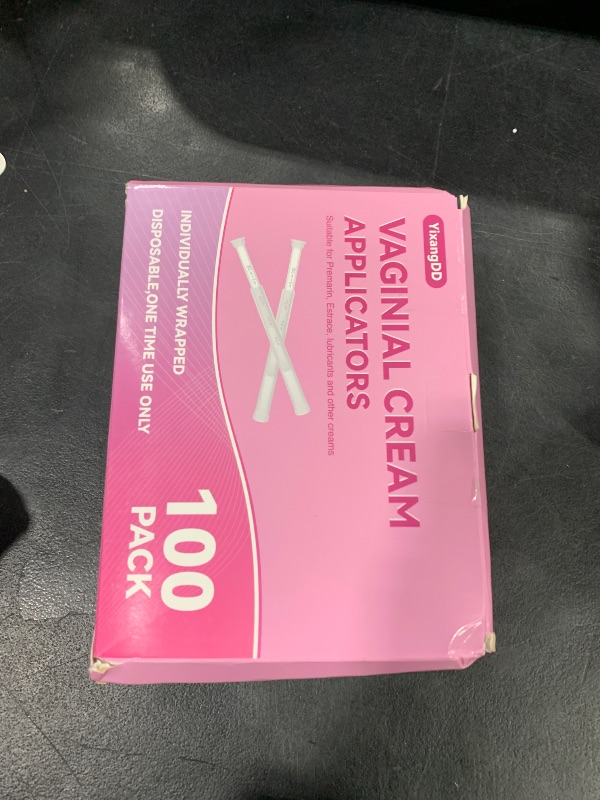 YixangDD
VAGINIAL CREAM
APPLICATORS
Suitable for Premarin, Estrace, lubricants and other creams
INDIVIDUALLY WRAPPED
DISPOSABLE,ONE TIME USE ONLY
100
PACK